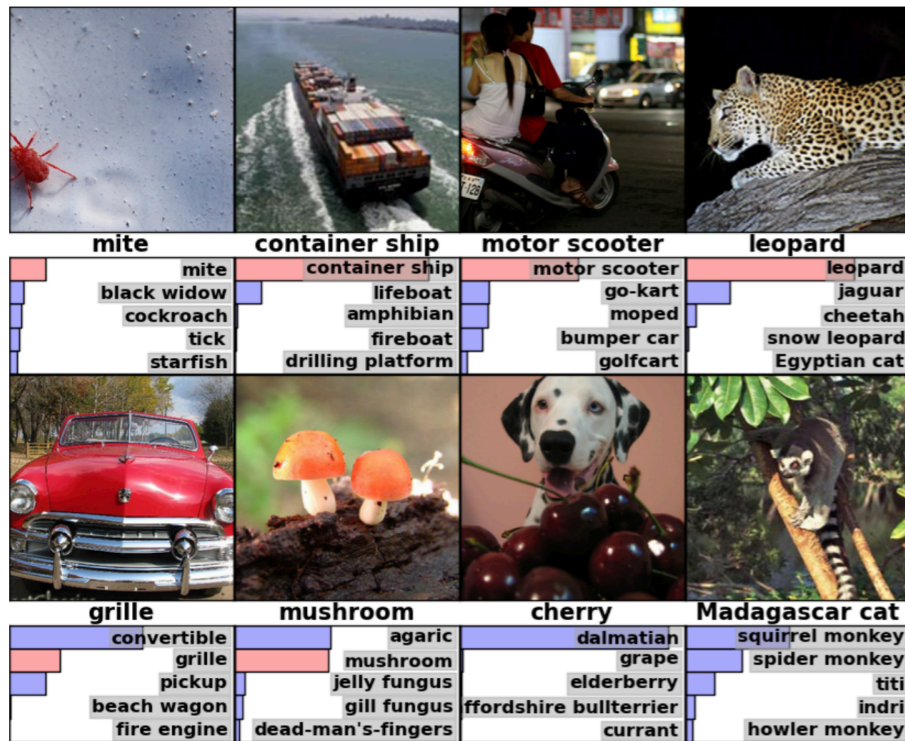 mite
container ship
motor scooter
leopard
mite
black widow
cockroach
tick
starfish
container ship
lifeboat
amphibian
fireboat
drilling platform
motor scooter
go-kart
moped
bumper car
golfcart
leopard
jaguar
cheetah
snow leopard
Egyptian cat
grille
mushroom
cherry
Madagascar cat
convertible
grille
pickup
beach wagon
fire engine
agaric
mushroom
jelly fungus
gill fungus
dead-man's-fingers
dalmatian
grape
elderberry
ffordshire bullterrier
currant
squirrel monkey
spider monkey
titi
indri
howler monkey